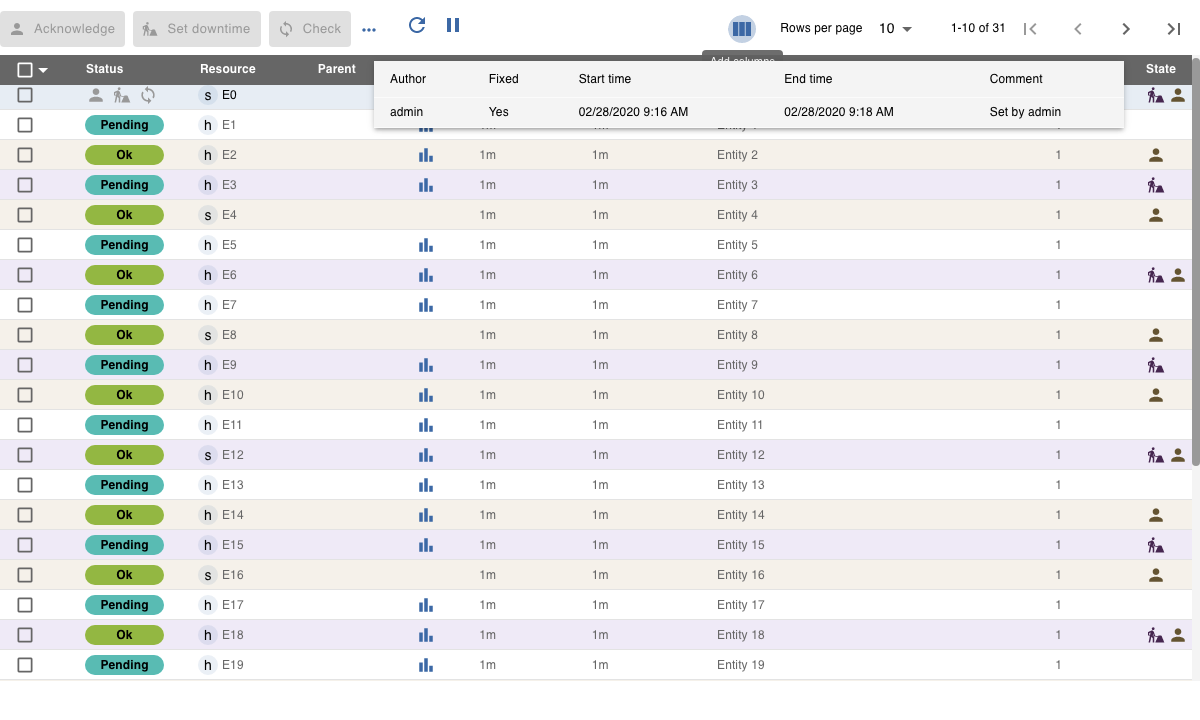 Acknowledge Set downtime Check Rows per page 10 1-10 of 31
Add columns
Status Resource Parent State
Author Fixed Start time End time Comment
admin Yes 02/28/2020 9:16 AM 02/28/2020 9:18 AM Set by admin
s E0
Pending h E1
Ok h E2 1m 1m Entity 2 1
Pending h E3 1m 1m Entity 3 1
Ok s E4 1m 1m Entity 4 1
Pending h E5 1m 1m Entity 5 1
Ok h E6 1m 1m Entity 6 1
Pending h E7 1m 1m Entity 7 1
Ok s E8 1m 1m Entity 8 1
Pending h E9 1m 1m Entity 9 1
Ok h E10 1m 1m Entity 10 1
Pending h E11 1m 1m Entity 11 1
Ok s E12 1m 1m Entity 12 1
Pending h E13 1m 1m Entity 13 1
Ok h E14 1m 1m Entity 14 1
Pending h E15 1m 1m Entity 15 1
Ok s E16 1m 1m Entity 16 1
Pending h E17 1m 1m Entity 17 1
Ok h E18 1m 1m Entity 18 1
Pending h E19 1m 1m Entity 19 1